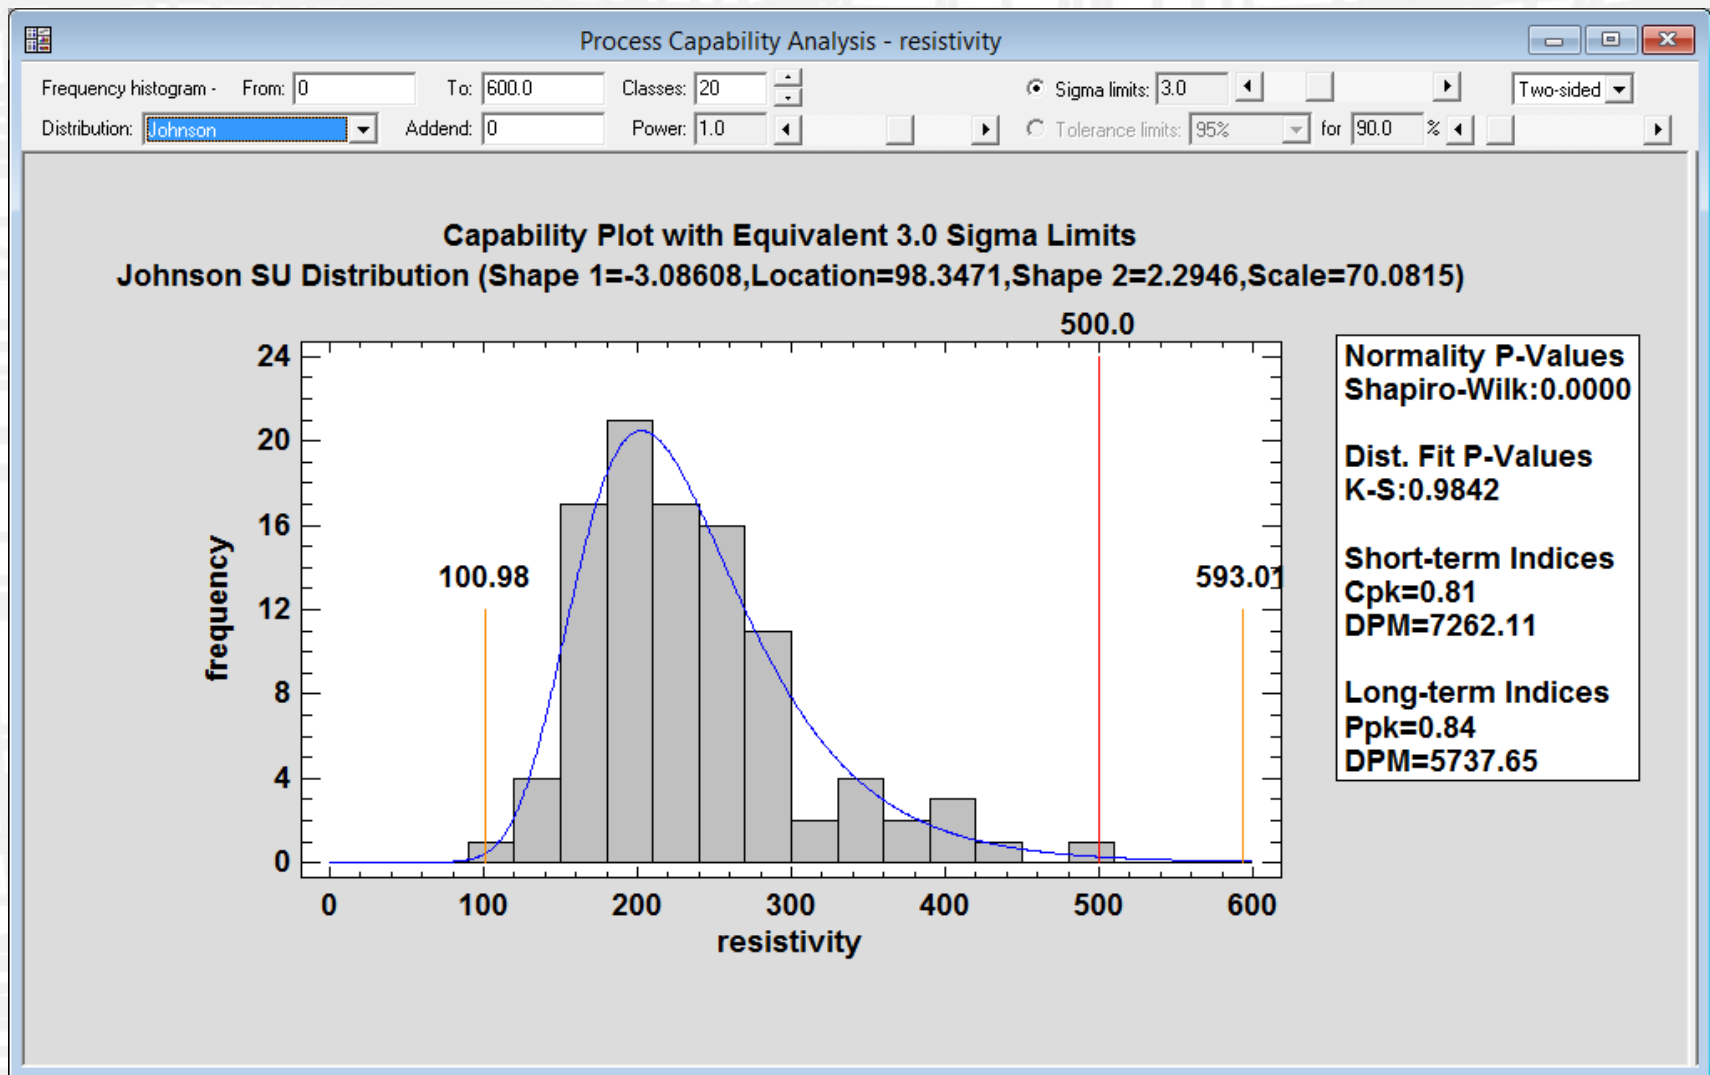 Process Capability Analysis - resistivity
Frequency histogram - From: 0 To: 600.0 Classes: 20 Sigma limits: 3.0 Two-sided
Distribution: Johnson Addend: 0 Power: 1.0 Tolerance limits: 95% for 90.0 %
Capability Plot with Equivalent 3.0 Sigma Limits
Johnson SU Distribution (Shape 1=-3.08608,Location=98.3471,Shape 2=2.2946,Scale=70.0815)
500.0
24
20
16
12
8
4
0
frequency
100.98
593.01
0 100 200 300 400 500 600
resistivity
Normality P-Values
Shapiro-Wilk:0.0000
Dist. Fit P-Values
K-S:0.9842
Short-term Indices
Cpk=0.81
DPM=7262.11
Long-term Indices
Ppk=0.84
DPM=5737.65